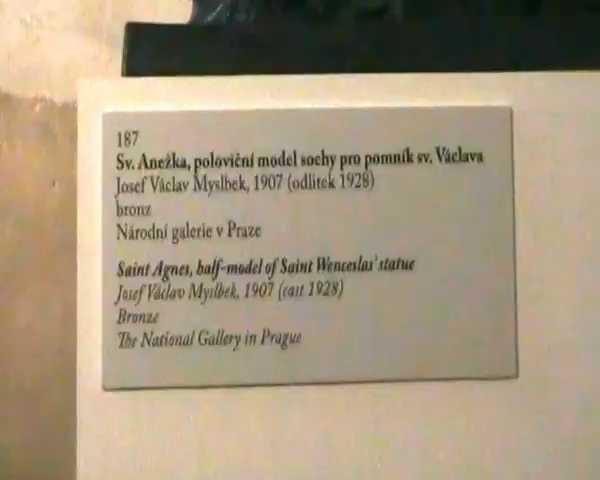 187
Sv. Anežka, poloviční model sochy pro pomník sv. Václava
Josef Václav Myslbek, 1907 (odlitek 1928)
bronz
Národní galerie v Praze
Saint Agnes, half-model of Saint Wenceslas' statue
Josef Václav Myslbek, 1907 (cast 1928)
Bronze
The National Gallery in Prague